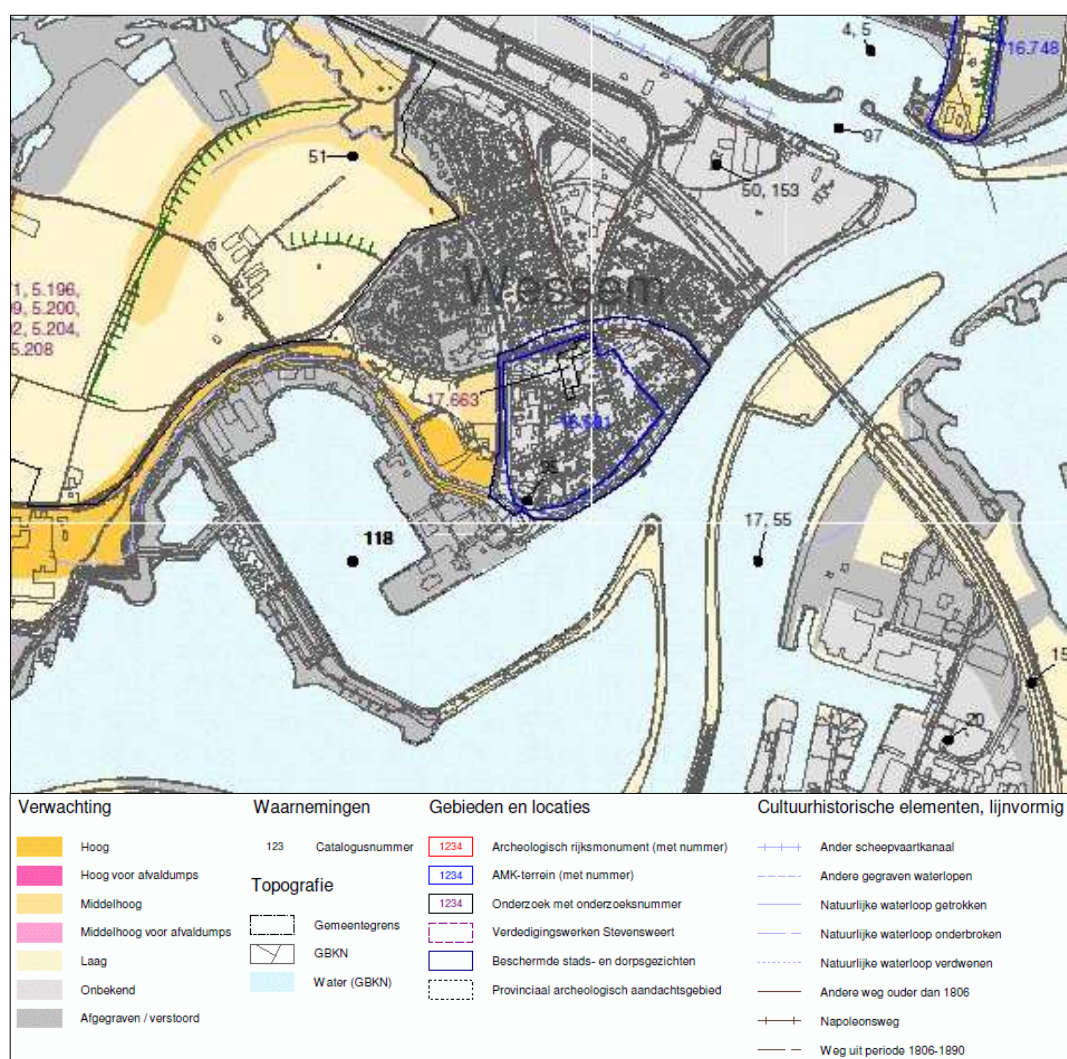 4, 5
16.748
97
51
50, 153
Wessem
1, 5.196,
9, 5.200,
2, 5.204,
5.208
17.663
118
17, 55
15
20
Verwachting
Hoog
Hoog voor afvaldumps
Middelhoog
Middelhoog voor afvaldumps
Laag
Onbekend
Afgegraven / verstoord
Waarnemingen
123 Catalogusnummer
Topografie
Gemeentegrens
GBKN
Water (GBKN)
Gebieden en locaties
1234 Archeologisch rijksmonument (met nummer)
1234 AMK-terrein (met nummer)
1234 Onderzoek met onderzoeksnummer
Verdedigingswerken Stevensweert
Beschermde stads- en dorpsgezichten
Provinciaal archeologisch aandachtsgebied
Cultuurhistorische elementen, lijnvormig
Ander scheepvaartkanaal
Andere gegraven waterlopen
Natuurlijke waterloop getrokken
Natuurlijke waterloop onderbroken
Natuurlijke waterloop verdwenen
Andere weg ouder dan 1806
Napoleonsweg
Weg uit periode 1806-1890